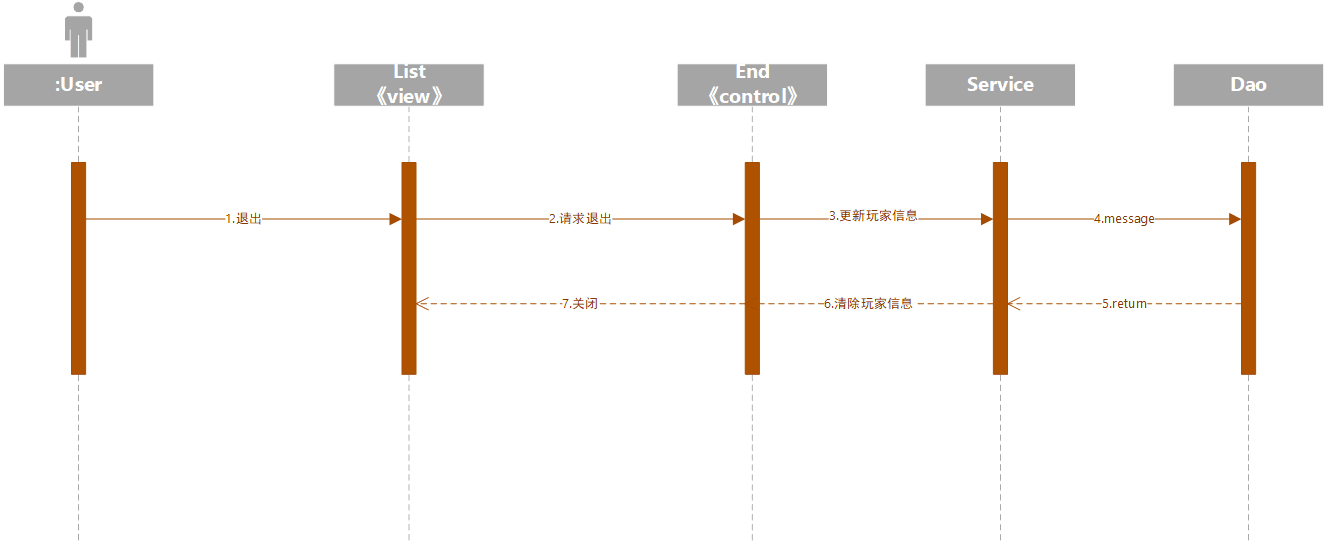 :User
List
《view》
End
《control》
Service
Dao
1.退出
2.请求退出
3.更新玩家信息
4.message
7.关闭
6.清除玩家信息
5.return